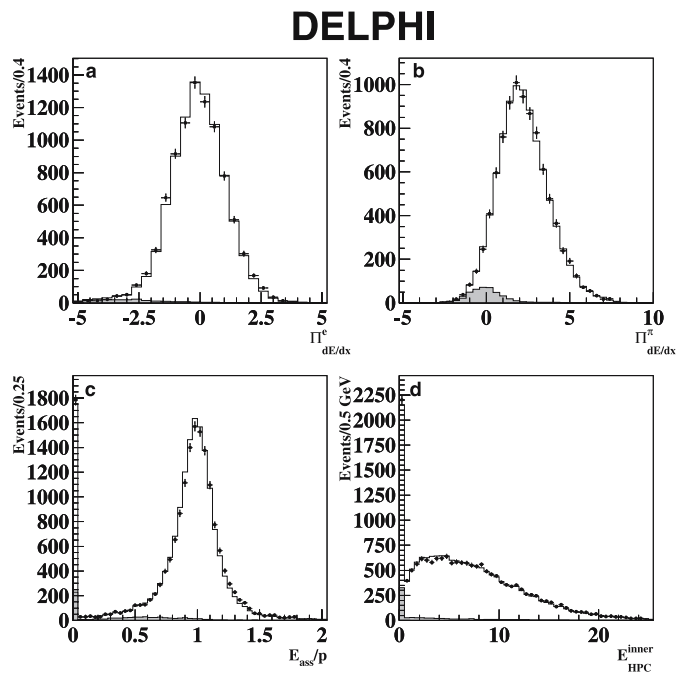 DELPHI
a
Events/0.4
1400
1200
1000
800
600
400
200
0
-5 -2.5 0 2.5 5
Π^e_dE/dx
b
Events/0.4
1000
800
600
400
200
0
-5 0 5 10
Π^π_dE/dx
c
Events/0.25
1800
1600
1400
1200
1000
800
600
400
200
0
0 0.5 1 1.5 2
E_ass/p
d
Events/0.5 GeV
2250
2000
1750
1500
1250
1000
750
500
250
0
0 10 20
E^inner_HPC